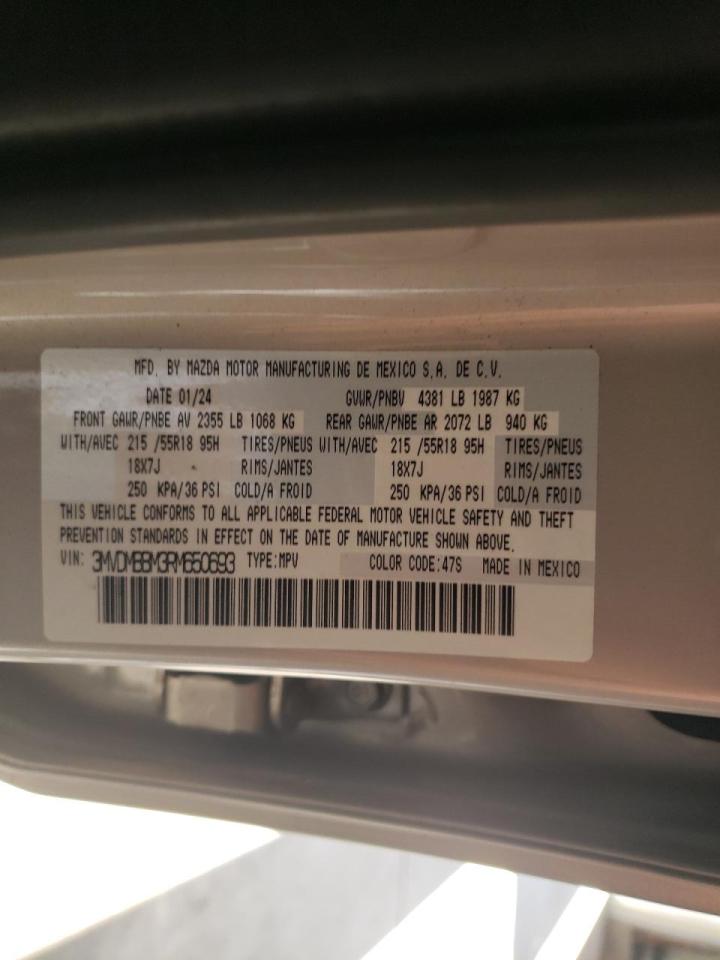 MFD. BY MAZDA MOTOR MANUFACTURING DE MEXICO S.A. DE C.V.
DATE 01/24 GVWR/PNBV 4381 LB 1987 KG
FRONT GAWR/PNBE AV 2355 LB 1068 KG REAR GAWR/PNBE AR 2072 LB 940 KG
WITH/AVEC 215 /55R18 95H TIRES/PNEUS WITH/AVEC 215 /55R18 95H TIRES/PNEUS
18X7J RIMS/JANTES 18X7J RIMS/JANTES
250 KPA/36 PSI COLD/A FROID 250 KPA/36 PSI COLD/A FROID
THIS VEHICLE CONFORMS TO ALL APPLICABLE FEDERAL MOTOR VEHICLE SAFETY AND THEFT
PREVENTION STANDARDS IN EFFECT ON THE DATE OF MANUFACTURE SHOWN ABOVE.
VIN: 3MVDMBBM3RM650693 TYPE:MPV COLOR CODE:47S MADE IN MEXICO